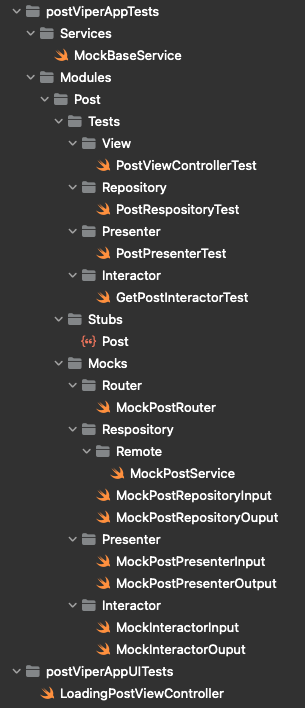 postViperAppTests
Services
MockBaseService
Modules
Post
Tests
View
PostViewControllerTest
Repository
PostRespositoryTest
Presenter
PostPresenterTest
Interactor
GetPostInteractorTest
Stubs
Post
Mocks
Router
MockPostRouter
Respository
Remote
MockPostService
MockPostRepositoryInput
MockPostRepositoryOuput
Presenter
MockPostPresenterInput
MockPostPresenterOutput
Interactor
MockInteractorInput
MockInteractorOuput
postViperAppUITests
LoadingPostViewController